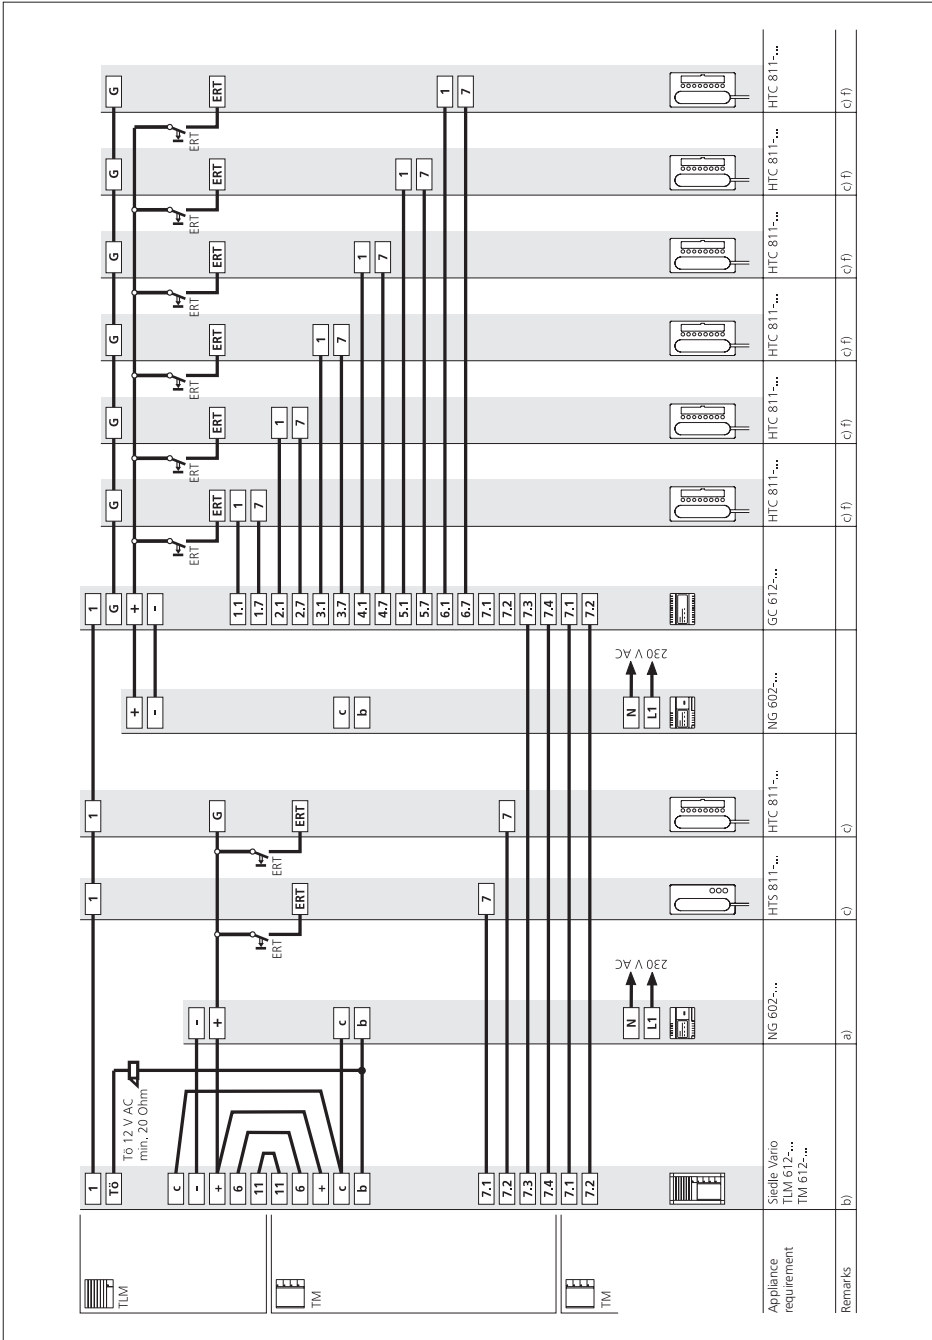 TLM
TM
TM
Appliance
requirement
Remarks
1
Tö
c
-
+
6
11
11
6
+
c
b
7.1
7.2
7.3
7.4
7.1
7.2
Siedle Vario
TLM 612-...
TM 612-...
b)
Tö 12 V AC
min. 20 Ohm
-
+
c
b
N
L1
230 V AC
NG 602-...
a)
ERT
1
ERT
7
HTS 811-...
c)
ERT
1
G
ERT
7
HTC 811-...
c)
+
-
c
b
N
L1
230 V AC
NG 602-...
1
G
+
-
1.1
1.7
2.1
2.7
3.1
3.7
4.1
4.7
5.1
5.7
6.1
6.7
7.1
7.2
7.3
7.4
7.1
7.2
GC 612-...
ERT
G
ERT
1
7
HTC 811-...
c) f)
ERT
G
ERT
1
7
HTC 811-...
c) f)
ERT
G
ERT
1
7
HTC 811-...
c) f)
ERT
G
ERT
1
7
HTC 811-...
c) f)
ERT
G
ERT
1
7
HTC 811-...
c) f)
ERT
G
ERT
1
7
HTC 811-...
c) f)